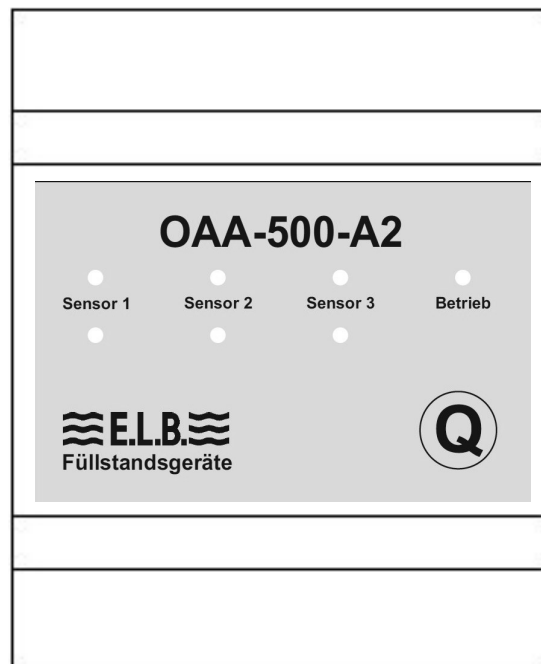 OAA-500-A2
Sensor 1 Sensor 2 Sensor 3 Betrieb
E.L.B.
Füllstandsgeräte
Q